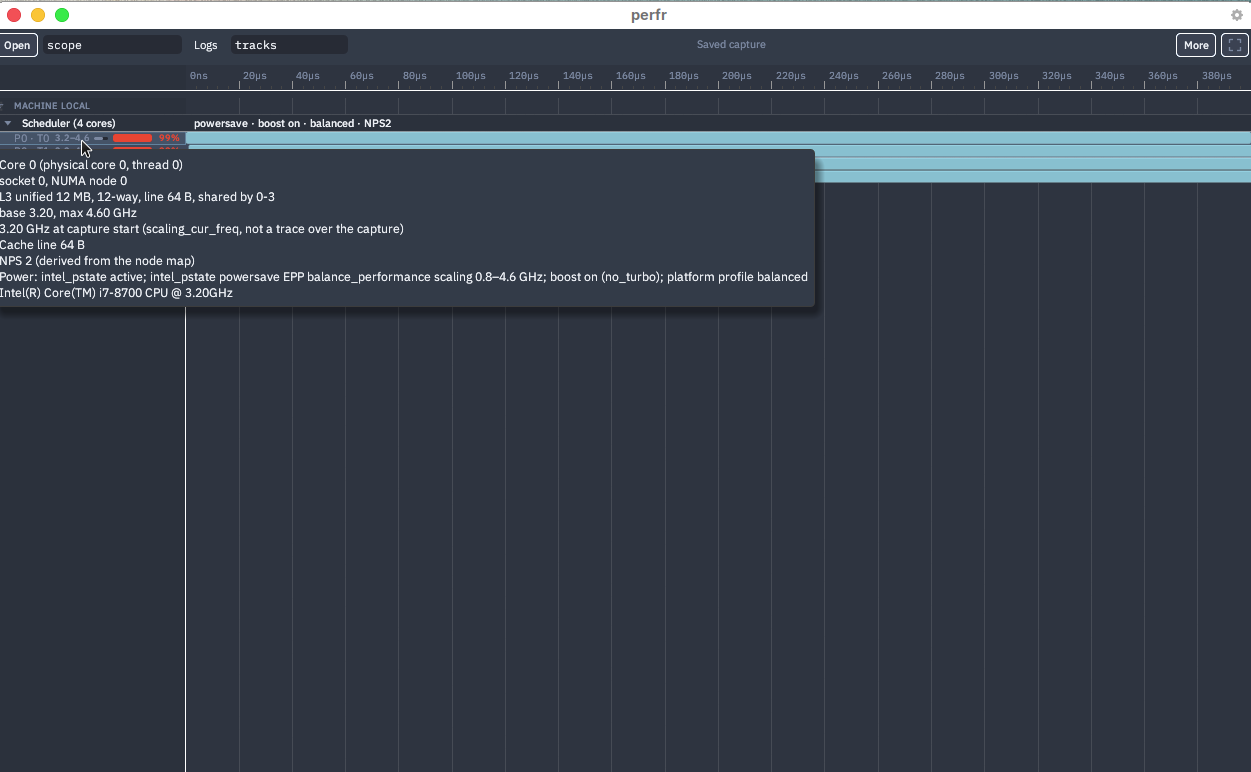 perfr
Open scope Logs tracks Saved capture More
0ns 20µs 40µs 60µs 80µs 100µs 120µs 140µs 160µs 180µs 200µs 220µs 240µs 260µs 280µs 300µs 320µs 340µs 360µs 380µs
MACHINE LOCAL
Scheduler (4 cores) powersave · boost on · balanced · NPS2
P0 · T0 3.2–4.6 99%
Core 0 (physical core 0, thread 0)
socket 0, NUMA node 0
L3 unified 12 MB, 12-way, line 64 B, shared by 0-3
base 3.20, max 4.60 GHz
3.20 GHz at capture start (scaling_cur_freq, not a trace over the capture)
Cache line 64 B
NPS 2 (derived from the node map)
Power: intel_pstate active; intel_pstate powersave EPP balance_performance scaling 0.8–4.6 GHz; boost on (no_turbo); platform profile balanced
Intel(R) Core(TM) i7-8700 CPU @ 3.20GHz